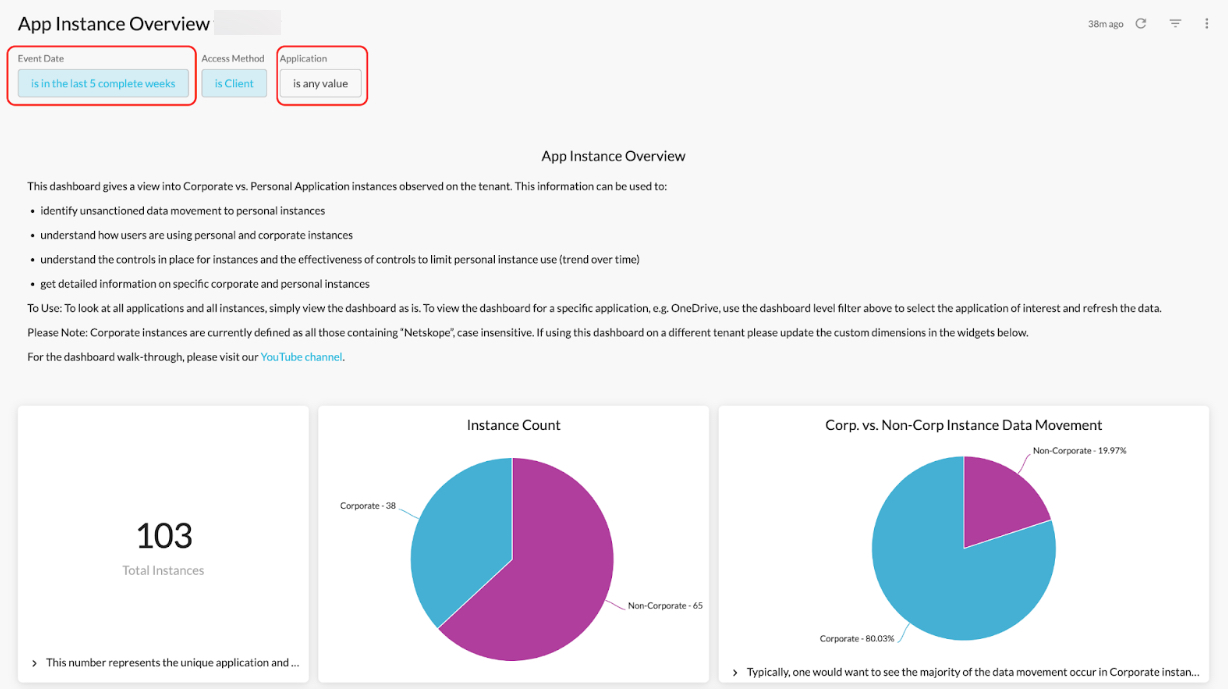 App Instance Overview
38m ago
Event Date
Access Method
Application
is in the last 5 complete weeks
is Client
is any value
App Instance Overview
This dashboard gives a view into Corporate vs. Personal Application instances observed on the tenant. This information can be used to:
• identify unsanctioned data movement to personal instances
• understand how users are using personal and corporate instances
• understand the controls in place for instances and the effectiveness of controls to limit personal instance use (trend over time)
• get detailed information on specific corporate and personal instances
To Use: To look at all applications and all instances, simply view the dashboard as is. To view the dashboard for a specific application, e.g. OneDrive, use the dashboard level filter above to select the application of interest and refresh the data.
Please Note: Corporate instances are currently defined as all those containing "Netskope", case insensitive. If using this dashboard on a different tenant please update the custom dimensions in the widgets below.
For the dashboard walk-through, please visit our YouTube channel.
103
Total Instances
This number represents the unique application and ...
Instance Count
Corporate - 38
Non-Corporate - 65
Corp. vs. Non-Corp Instance Data Movement
Non-Corporate - 19.97%
Corporate - 80.03%
Typically, one would want to see the majority of the data movement occur in Corporate instan...